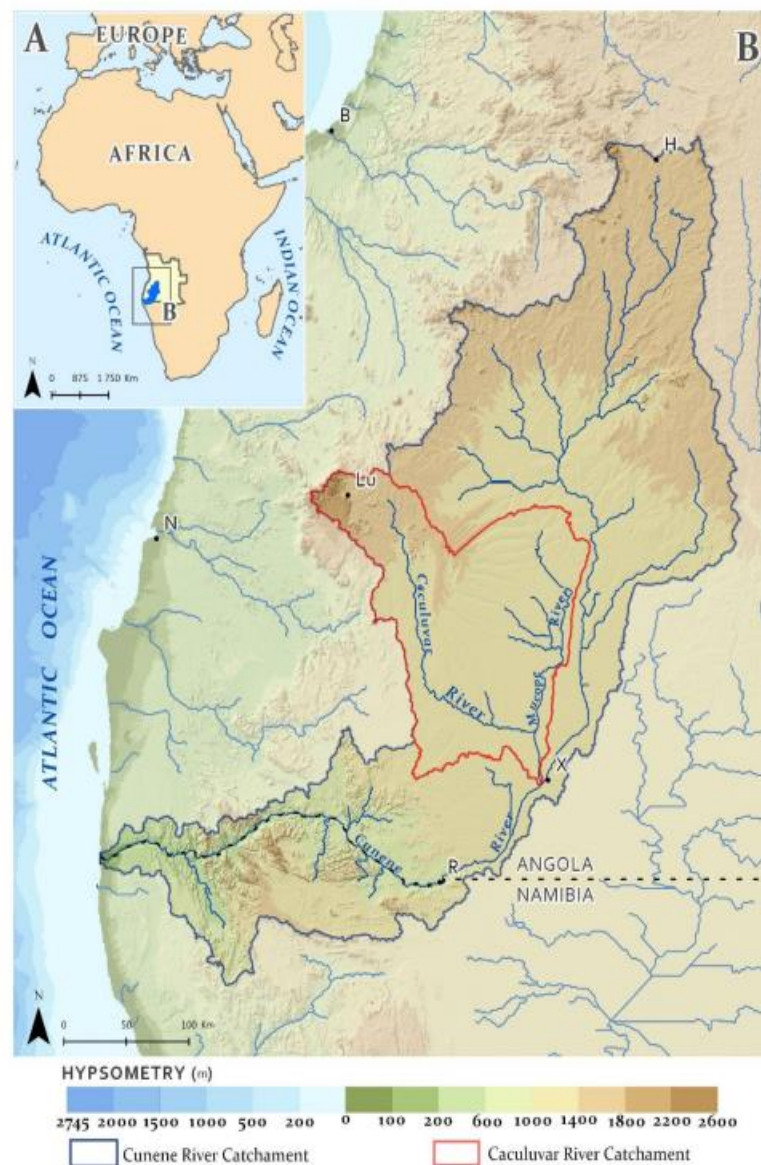 A
EUROPE
AFRICA
ATLANTIC OCEAN
INDIAN OCEAN
B
N
0 875 1 750 Km
B
B
H
Lu
N
Caculuvar
River
Mucope
River
X
ATLANTIC OCEAN
Cunene
River
R
ANGOLA
NAMIBIA
N
0 50 100 Km
HYPSOMETRY (m)
2745 2000 1500 1000 500 200 0 100 200 600 1000 1400 1800 2200 2600
Cunene River Catchament
Caculuvar River Catchament